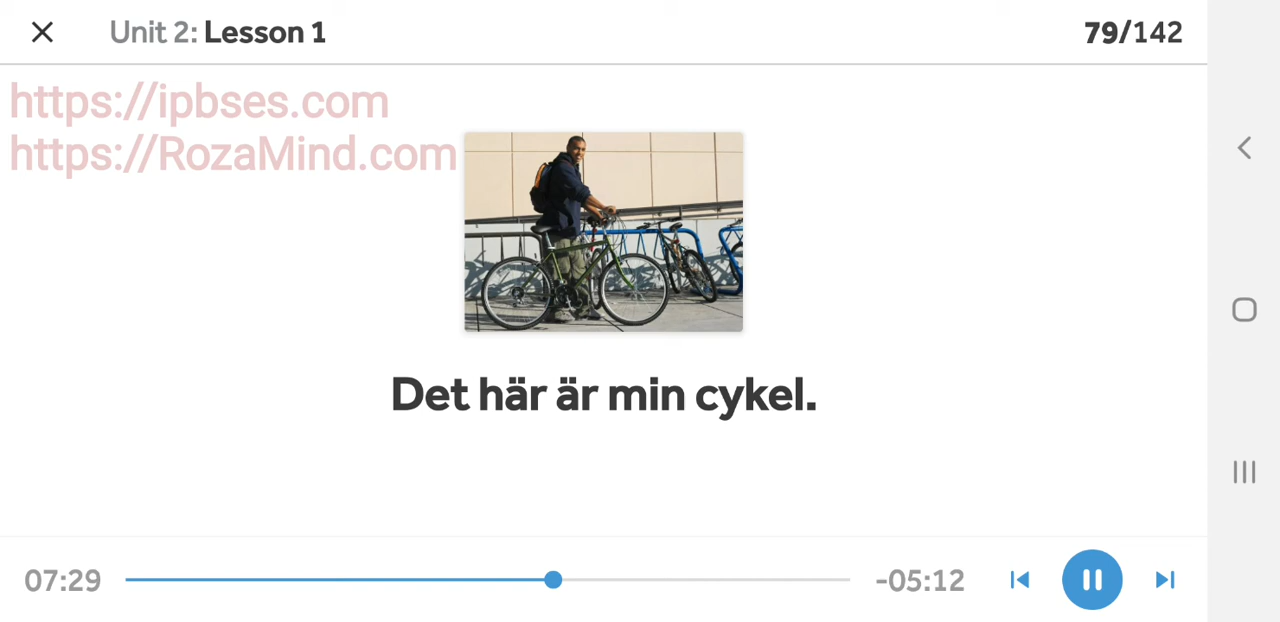 Unit 2: Lesson 1
79/142
https://ipbses.com
https://RozaMind.com
Det här är min cykel.
07:29
-05:12